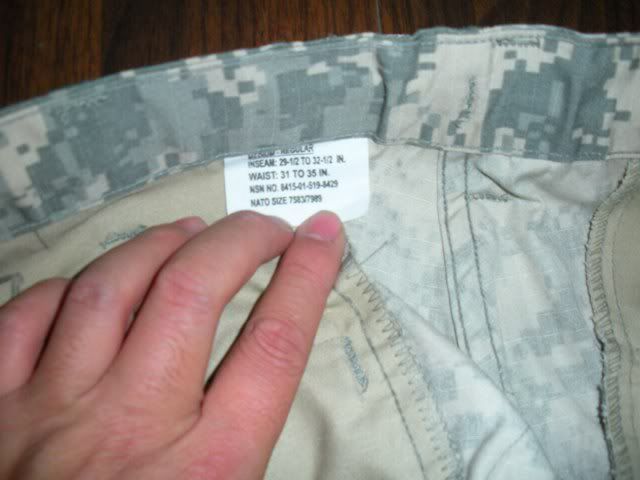 MEDIUM - REGULAR
INSEAM: 29-1/2 TO 32-1/2 IN.
WAIST: 31 TO 35 IN.
NSN NO. 8415-01-519-8429
NATO SIZE 7583/7989